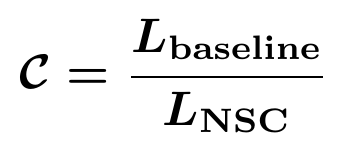 𝒞 = L_baseline / L_NSC